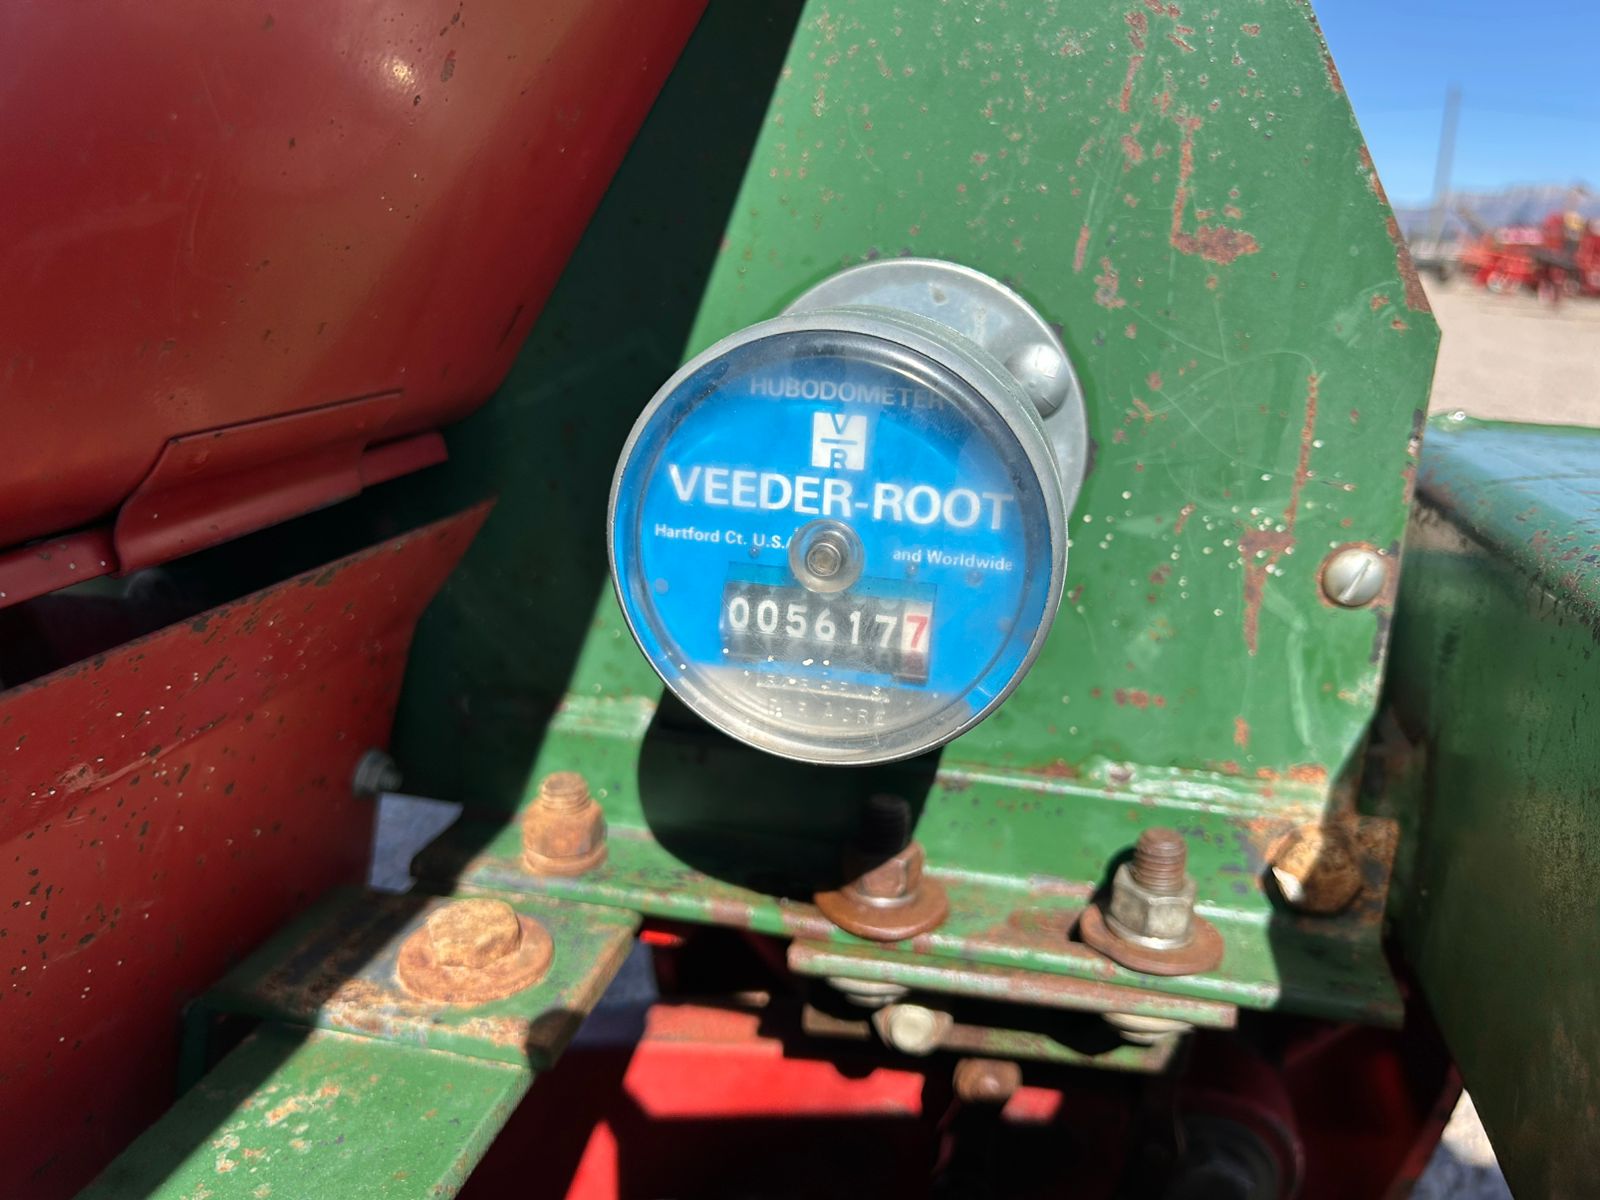 HUBODOMETER
V
R
VEEDER-ROOT
Hartford Ct. U.S.A. and Worldwide
0056177